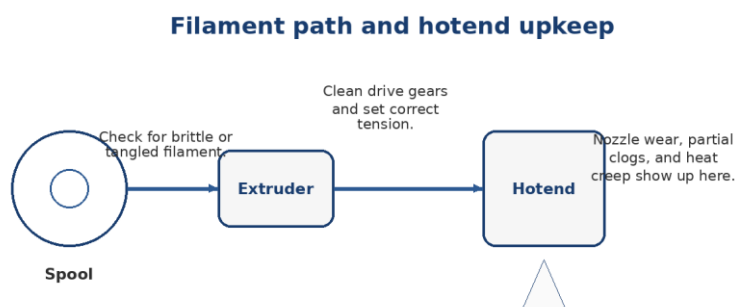 Filament path and hotend upkeep
Clean drive gears
and set correct
tension.
Check for brittle or
tangled filament.
Nozzle wear, partial
clogs, and heat
creep show up here.
Extruder
Hotend
Spool